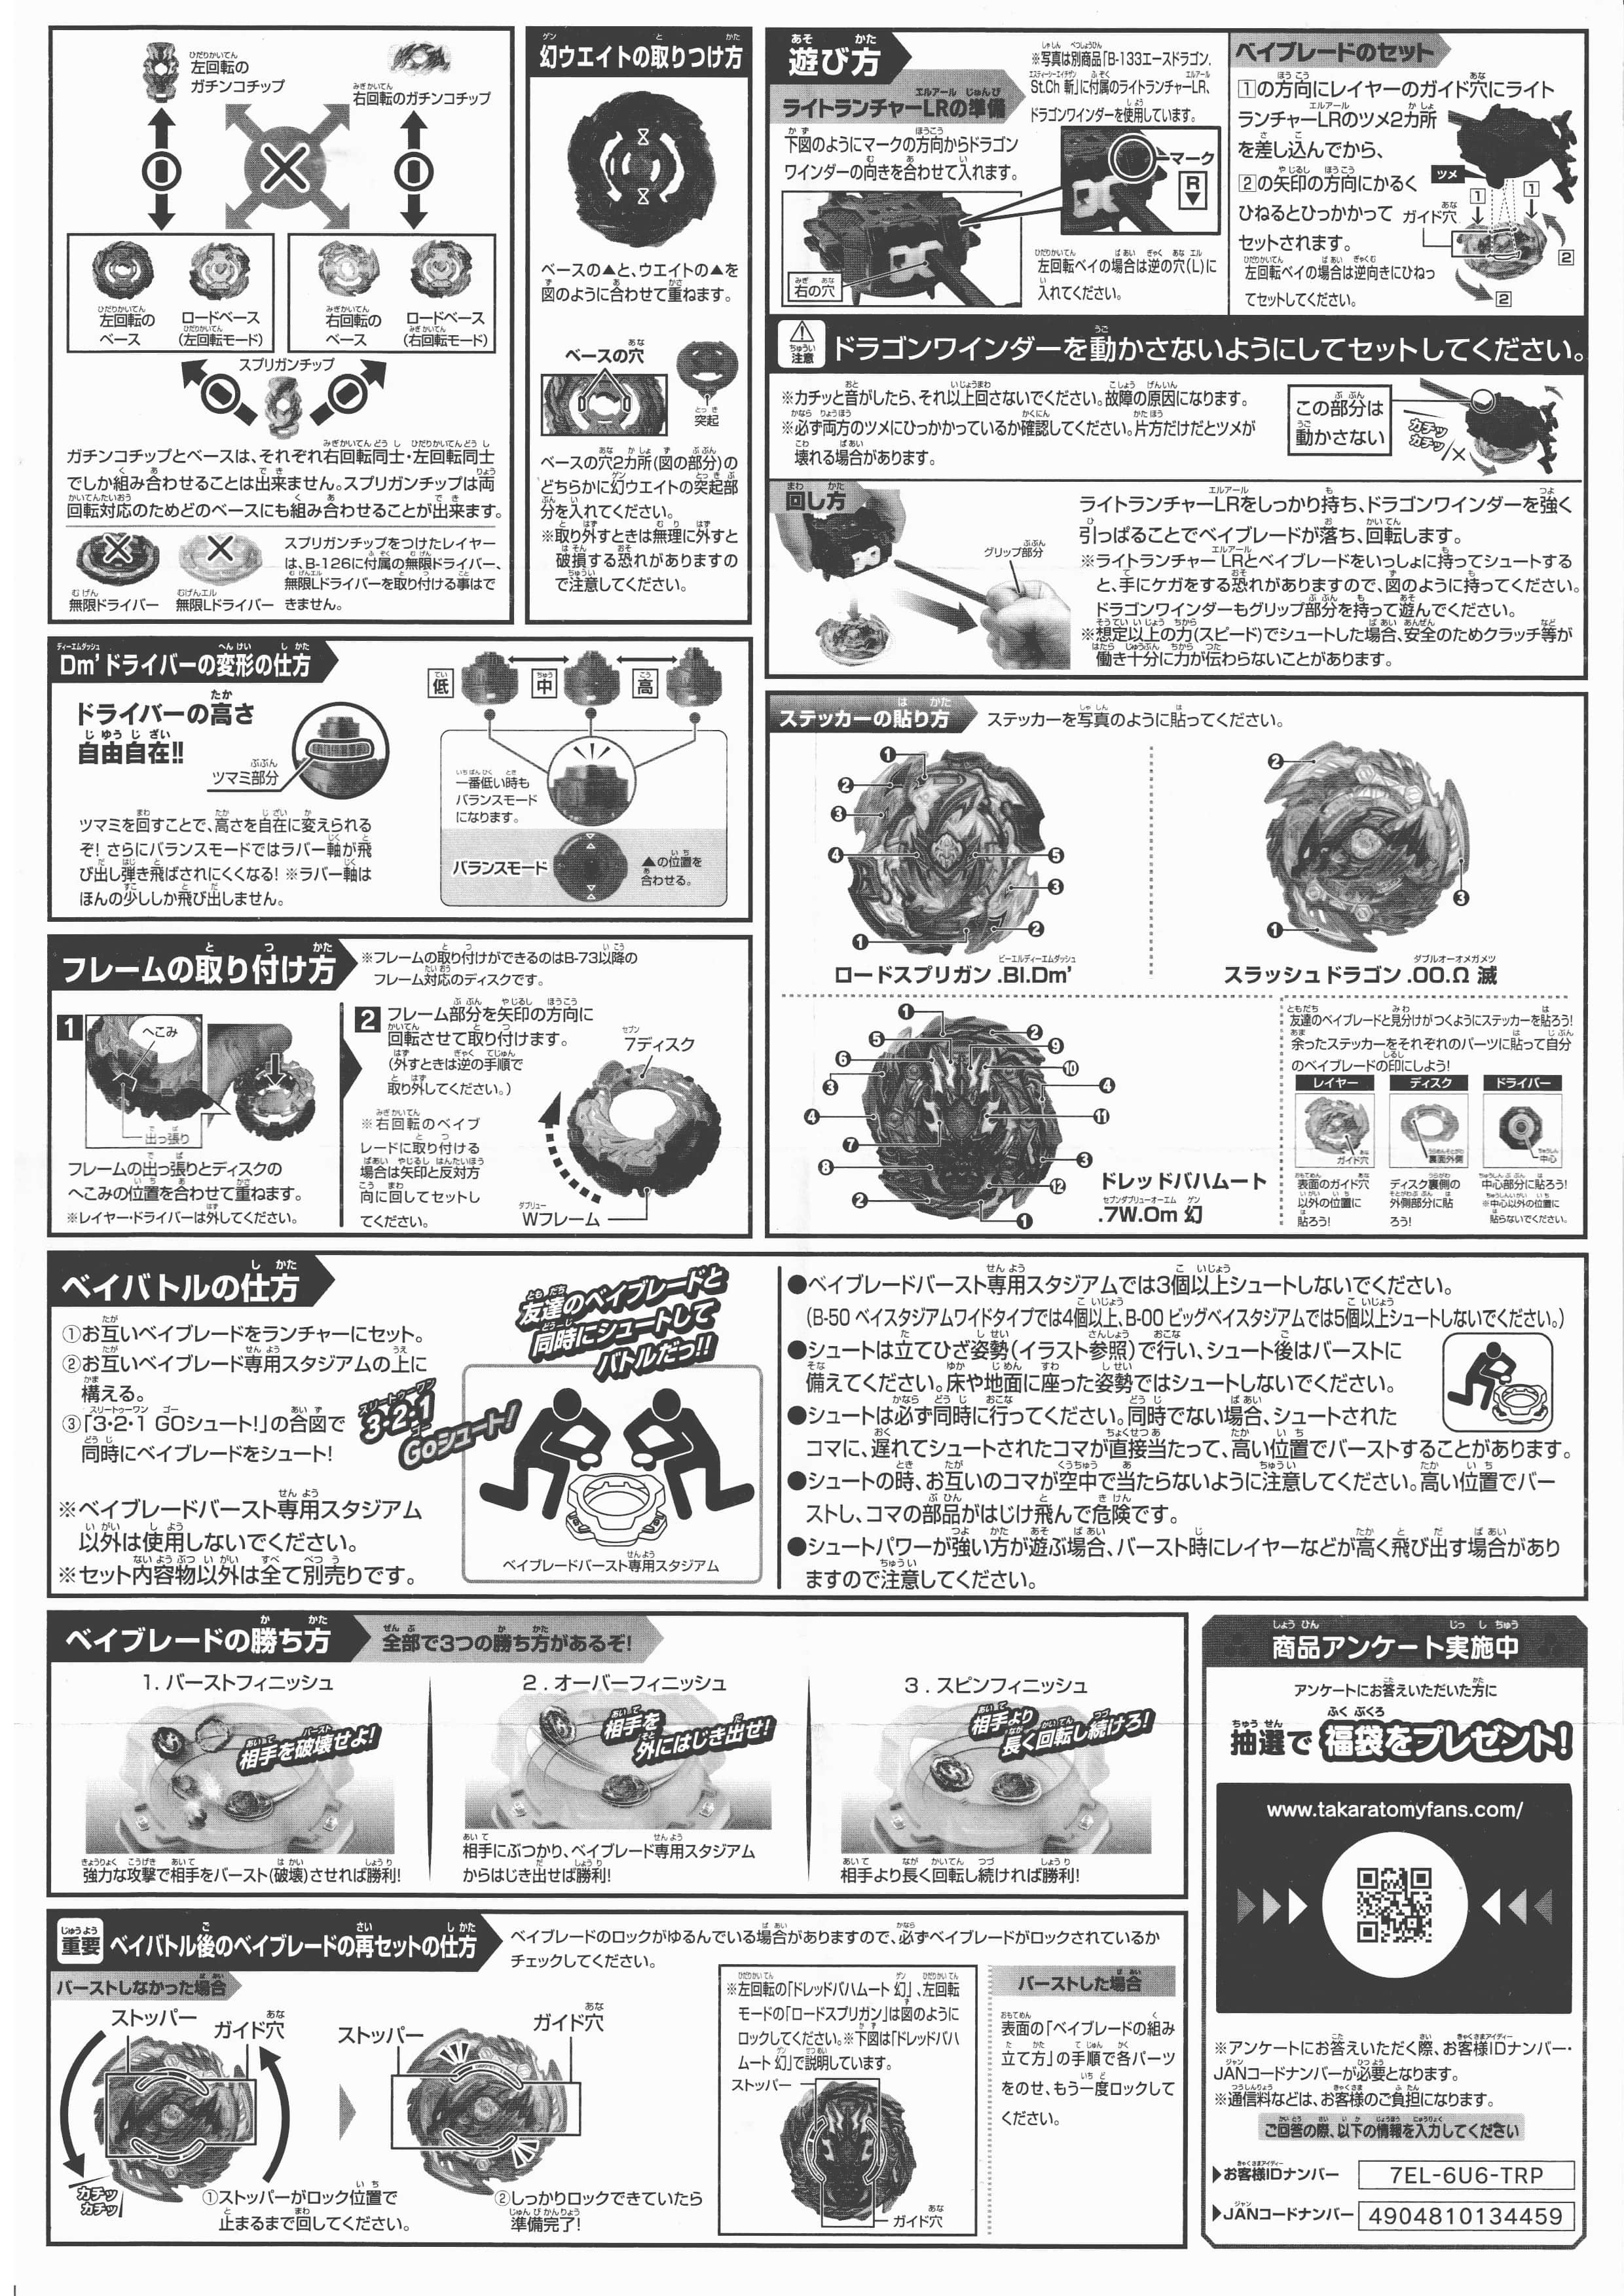 左回転の
ガチンコチップ
右回転のガチンコチップ
左回転の
ベース
ロードベース
(左回転モード)
右回転の
ベース
ロードベース
(右回転モード)
スプリガンチップ
ガチンコチップとベースは、それぞれ右回転同士・左回転同士
でしか組み合わせることは出来ません。スプリガンチップは両
回転対応のためどのベースにも組み合わせることが出来ます。
無限ドライバー
無限Lドライバー
スプリガンチップをつけたレイヤー
は、B-126に付属の無限ドライバー、
無限Lドライバーを取り付ける事はで
きません。
幻ウエイトの取りつけ方
ベースの▲と、ウエイトの▲を
図のように合わせて重ねます。
ベースの穴
突起
ベースの穴2カ所(図の部分)の
どちらかに幻ウエイトの突起部
分を入れてください。
※取り外すときは無理に外すと
破損する恐れがありますの
で注意してください。
遊び方
ライトランチャーLRの準備
※写真は別商品「B-133エースドラゴン.
St.Ch 斬」に付属のライトランチャーLR、
ドラゴンワインダーを使用しています。
下図のようにマークの方向からドラゴン
ワインダーの向きを合わせて入れます。
右の穴
マーク
R
▼
左回転ベイの場合は逆の穴(L)に
入れてください。
ベイブレードのセット
1の方向にレイヤーのガイド穴にライト
ランチャーLRのツメ2カ所
を差し込んでから、
2の矢印の方向にかるく
ひねるとひっかかって
セットされます。
左回転ベイの場合は逆向きにひねっ
てセットしてください。
ツメ
ガイド穴
1
1
2
2
注意
ドラゴンワインダーを動かさないようにしてセットしてください。
※カチッと音がしたら、それ以上回さないでください。故障の原因になります。
※必ず両方のツメにひっかかっているか確認してください。片方だけだとツメが
壊れる場合があります。
この部分は
動かさない
カチッ
カチッ
回し方
グリップ部分
ライトランチャーLRをしっかり持ち、ドラゴンワインダーを強く
引っぱることでベイブレードが落ち、回転します。
※ライトランチャー LRとベイブレードをいっしょに持ってシュートする
と、手にケガをする恐れがありますので、図のように持ってください。
ドラゴンワインダーもグリップ部分を持って遊んでください。
※想定以上の力(スピード)でシュートした場合、安全のためクラッチ等が
働き十分に力が伝わらないことがあります。
Dm'ドライバーの変形の仕方
ドライバーの高さ
自由自在!!
ツマミ部分
ツマミを回すことで、高さを自在に変えられる
ぞ! さらにバランスモードではラバー軸が飛
び出し弾き飛ばされにくくなる! ※ラバー軸は
ほんの少ししか飛び出しません。
低
中
高
一番低い時も
バランスモード
になります。
バランスモード
▲の位置を
合わせる。
フレームの取り付け方
※フレームの取り付けができるのはB-73以降の
フレーム対応のディスクです。
1
へこみ
出っ張り
フレームの出っ張りとディスクの
へこみの位置を合わせて重ねます。
※レイヤー・ドライバーは外してください。
2
フレーム部分を矢印の方向に
回転させて取り付けます。
(外すときは逆の手順で
取り外してください。)
※右回転のベイブ
レードに取り付ける
場合は矢印と反対方
向に回してセットし
てください。
7ディスク
Wフレーム
ステッカーの貼り方
ステッカーを写真のように貼ってください。
❶
❷
❸
❹
❺
❸
❷
❶
ロードスプリガン .Bl.Dm'
❷
❸
❶
スラッシュドラゴン .00.Ω 滅
❶
❷
❺
❾
❻
❿
❸
❹
❹
⓫
❼
❽
❸
⓬
❷
❶
ドレッドバハムート
.7W.Om 幻
友達のベイブレードと見分けがつくようにステッカーを貼ろう!
余ったステッカーをそれぞれのパーツに貼って自分
のベイブレードの印にしよう!
レイヤー
ガイド穴
表面のガイド穴
以外の位置に
貼ろう!
ディスク
裏面外側
ディスク裏側の
外側部分に貼
ろう!
ドライバー
中心
中心部分に貼ろう!
※中心以外の位置に
貼らないでください。
ベイバトルの仕方
①お互いベイブレードをランチャーにセット。
②お互いベイブレード専用スタジアムの上に
構える。
③「3・2・1 GOシュート!」の合図で
同時にベイブレードをシュート!
※ベイブレードバースト専用スタジアム
以外は使用しないでください。
※セット内容物以外は全て別売りです。
友達のベイブレードと
同時にシュートして
バトルだっ!!
3・2・1
Goシュート!
ベイブレードバースト専用スタジアム
●ベイブレードバースト専用スタジアムでは3個以上シュートしないでください。
(B-50 ベイスタジアムワイドタイプでは4個以上、B-00 ビッグベイスタジアムでは5個以上シュートしないでください。)
●シュートは立てひざ姿勢(イラスト参照)で行い、シュート後はバーストに
備えてください。床や地面に座った姿勢ではシュートしないでください。
●シュートは必ず同時に行ってください。同時でない場合、シュートされた
コマに、遅れてシュートされたコマが直接当たって、高い位置でバーストすることがあります。
●シュートの時、お互いのコマが空中で当たらないように注意してください。高い位置でバー
ストし、コマの部品がはじけ飛んで危険です。
●シュートパワーが強い方が遊ぶ場合、バースト時にレイヤーなどが高く飛び出す場合があり
ますので注意してください。
ベイブレードの勝ち方
全部で3つの勝ち方があるぞ!
1. バーストフィニッシュ
相手を破壊せよ!
強力な攻撃で相手をバースト(破壊)させれば勝利!
2. オーバーフィニッシュ
相手を
外にはじき出せ!
相手にぶつかり、ベイブレード専用スタジアム
からはじき出せば勝利!
3. スピンフィニッシュ
相手より
長く回転し続けろ!
相手より長く回転し続ければ勝利!
重要
ベイバトル後のベイブレードの再セットの仕方
ベイブレードのロックがゆるんでいる場合がありますので、必ずベイブレードがロックされているか
チェックしてください。
バーストしなかった場合
ストッパー
ガイド穴
カチッ
カチッ
①ストッパーがロック位置で
止まるまで回してください。
ストッパー
ガイド穴
②しっかりロックできていたら
準備完了!
※左回転の「ドレッドバハムート 幻」、左回転
モードの「ロードスプリガン」は図のように
ロックしてください。※下図は「ドレッドバハ
ムート 幻」で説明しています。
ストッパー
ガイド穴
バーストした場合
表面の「ベイブレードの組み
立て方」の手順で各パーツ
をのせ、もう一度ロックして
ください。
商品アンケート実施中
アンケートにお答えいただいた方に
抽選で 福袋をプレゼント!
www.takaratomyfans.com/
※アンケートにお答えいただく際、お客様IDナンバー・
JANコードナンバーが必要となります。
※通信料などは、お客様のご負担になります。
ご回答の際、以下の情報を入力してください
▶お客様IDナンバー 7EL-6U6-TRP
▶JANコードナンバー 4904810134459